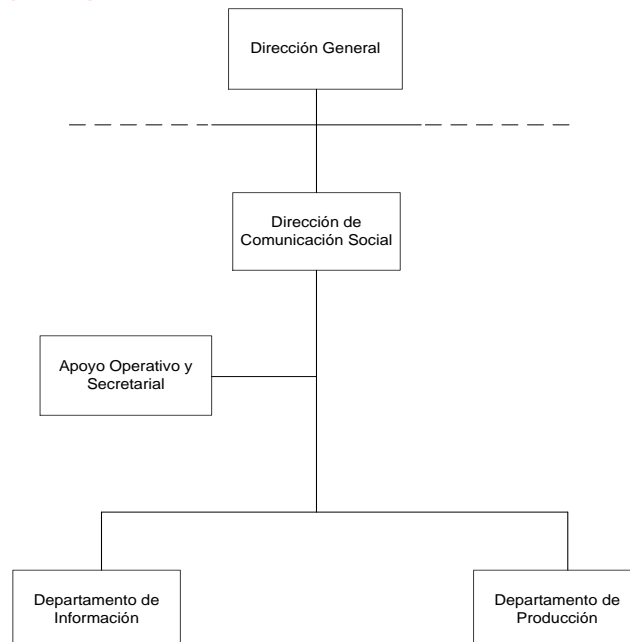 Dirección General
Dirección de
Comunicación Social
Apoyo Operativo y
Secretarial
Departamento de
Información
Departamento de
Producción